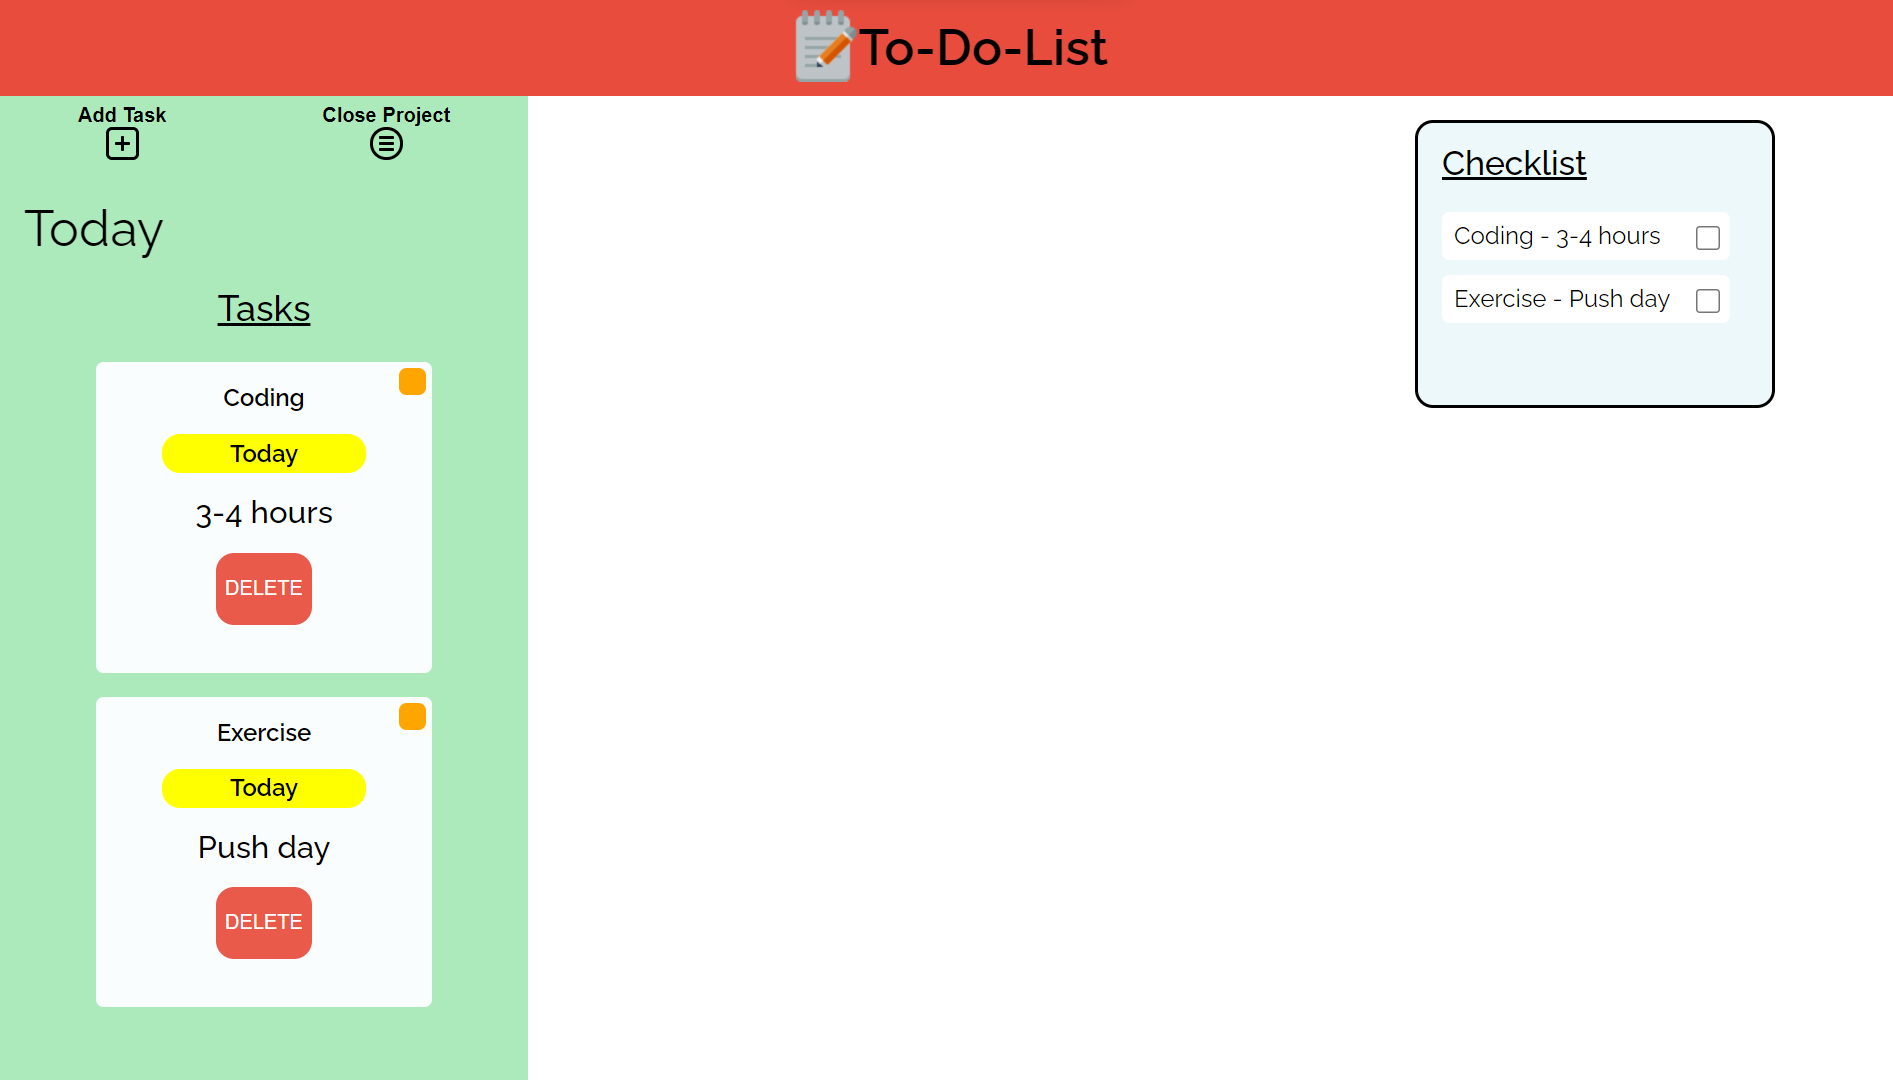 To-Do-List
Add Task
Close Project
Today
Tasks
Coding
Today
3-4 hours
DELETE
Exercise
Today
Push day
DELETE
Checklist
Coding - 3-4 hours
Exercise - Push day